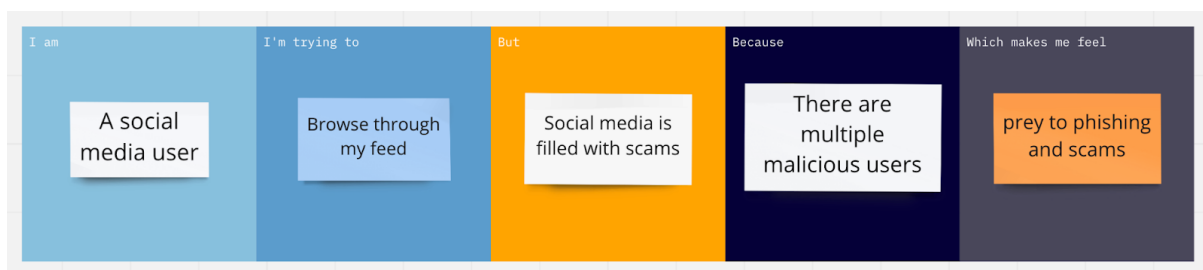 I am
I'm trying to
But
Because
Which makes me feel
A social
media user
Browse through
my feed
Social media is
filled with scams
There are
multiple
malicious users
prey to phishing
and scams